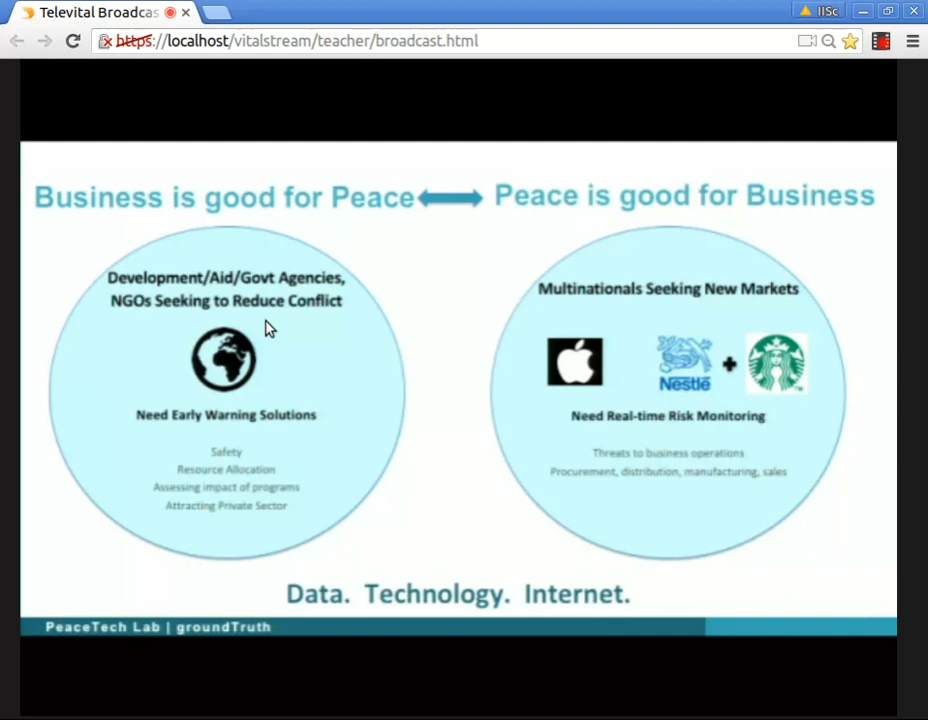 Televital Broadcas
IISc
https://localhost/vitalstream/teacher/broadcast.html
Business is good for Peace
Peace is good for Business
Development/Aid/Govt Agencies,
NGOs Seeking to Reduce Conflict
Need Early Warning Solutions
Safety
Resource Allocation
Assessing impact of programs
Attracting Private Sector
Multinationals Seeking New Markets
Nestlé
TM
Need Real-time Risk Monitoring
Threats to business operations
Procurement, distribution, manufacturing, sales
Data. Technology. Internet.
PeaceTech Lab | groundTruth